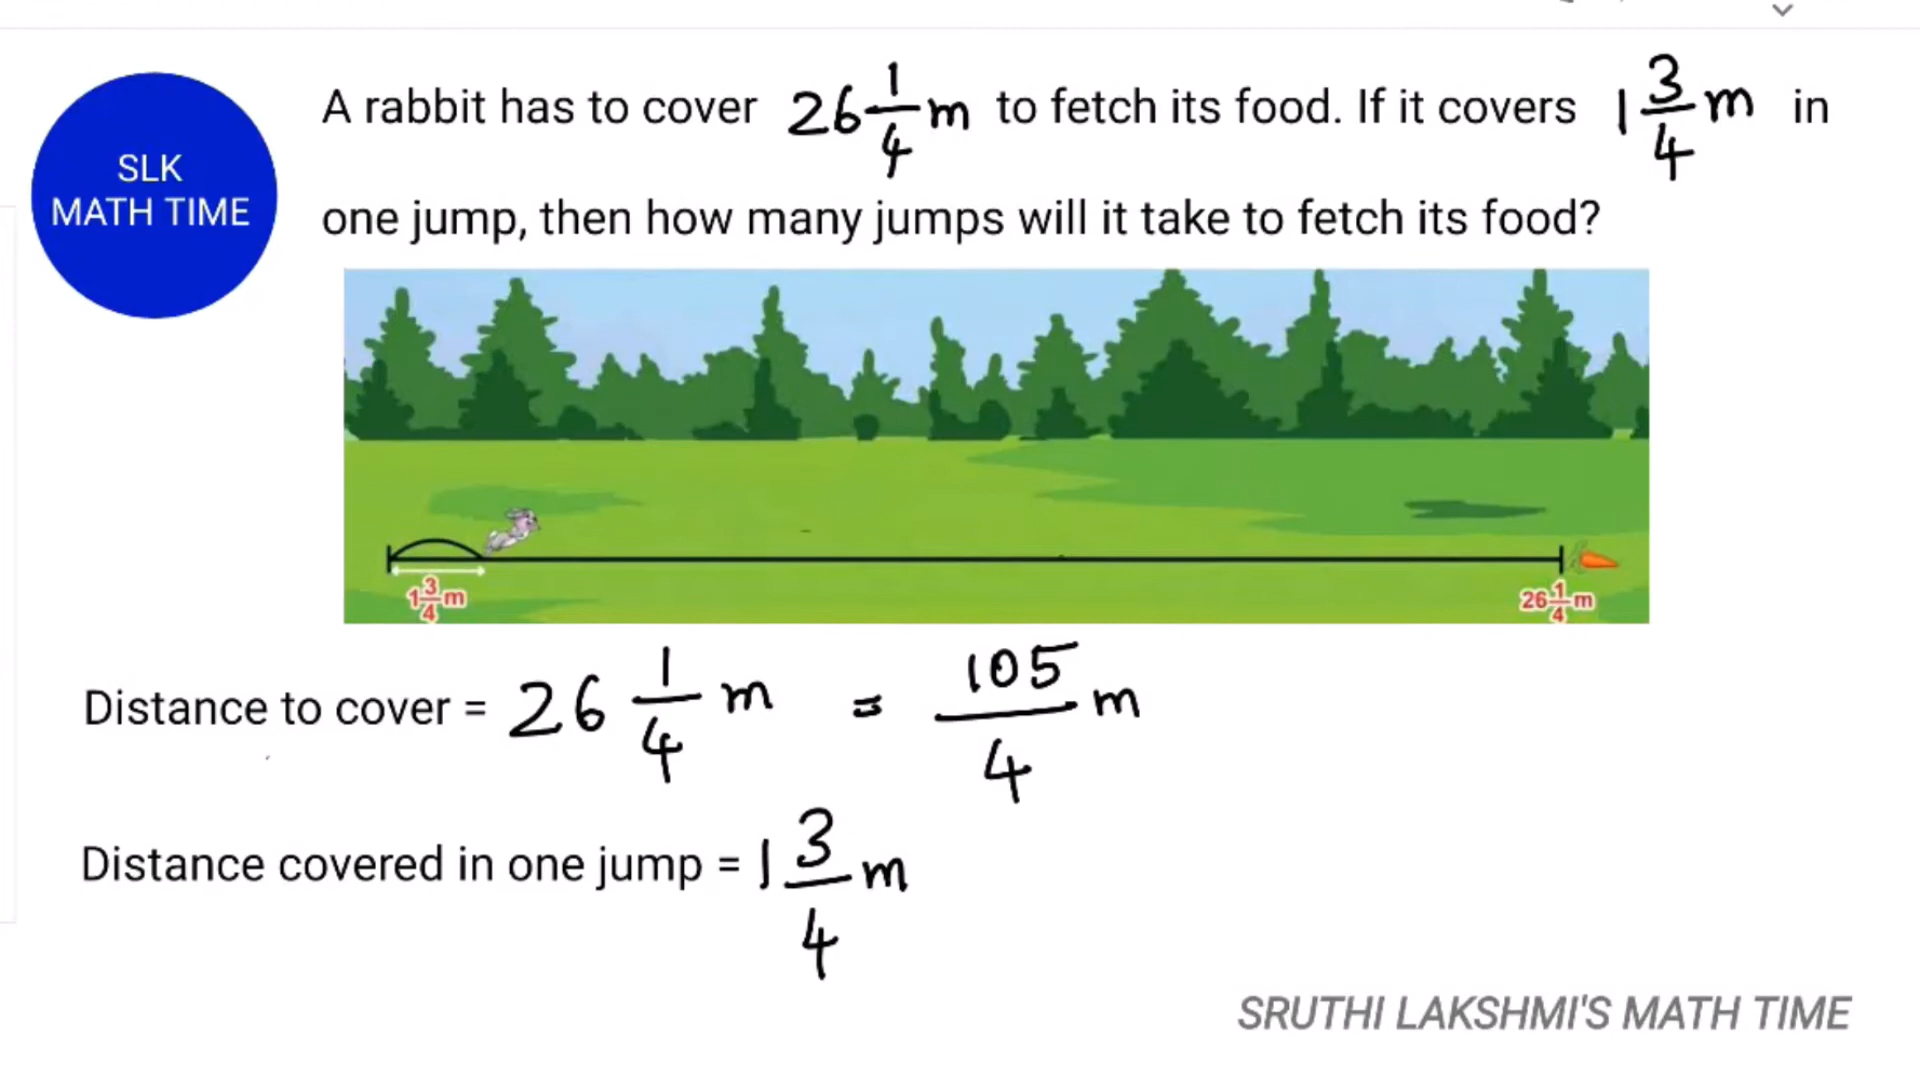 SLK
MATH TIME
A rabbit has to cover 26 1/4 m to fetch its food. If it covers 1 3/4 m in
one jump, then how many jumps will it take to fetch its food?
1 3/4 m
26 1/4 m
Distance to cover = 26 1/4 m = 105/4 m
Distance covered in one jump = 1 3/4 m
SRUTHI LAKSHMI'S MATH TIME